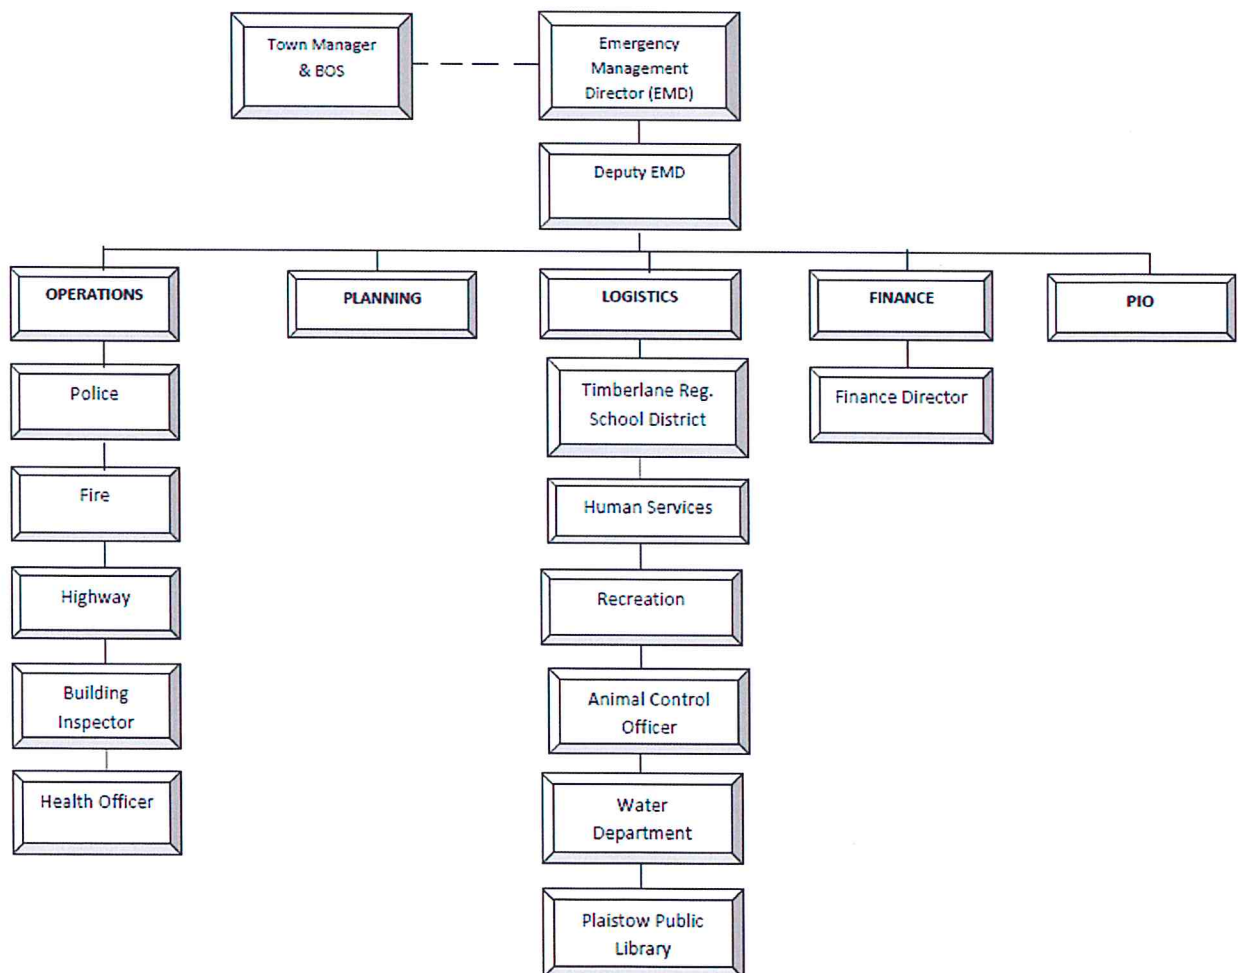 Town Manager
& BOS
Emergency
Management
Director (EMD)
Deputy EMD
OPERATIONS
PLANNING
LOGISTICS
FINANCE
PIO
Police
Fire
Highway
Building
Inspector
Health Officer
Timberlane Reg.
School District
Human Services
Recreation
Animal Control
Officer
Water
Department
Plaistow Public
Library
Finance Director